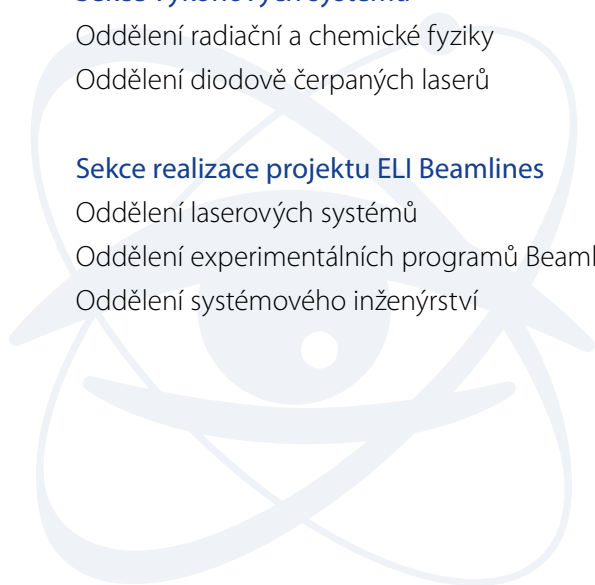 Oddělení radiační a chemické fyziky
Oddělení diodově čerpaných laserů
Sekce realizace projektu ELI Beamlines
Oddělení laserových systémů
Oddělení experimentálních programů
Oddělení systémového inženýrství